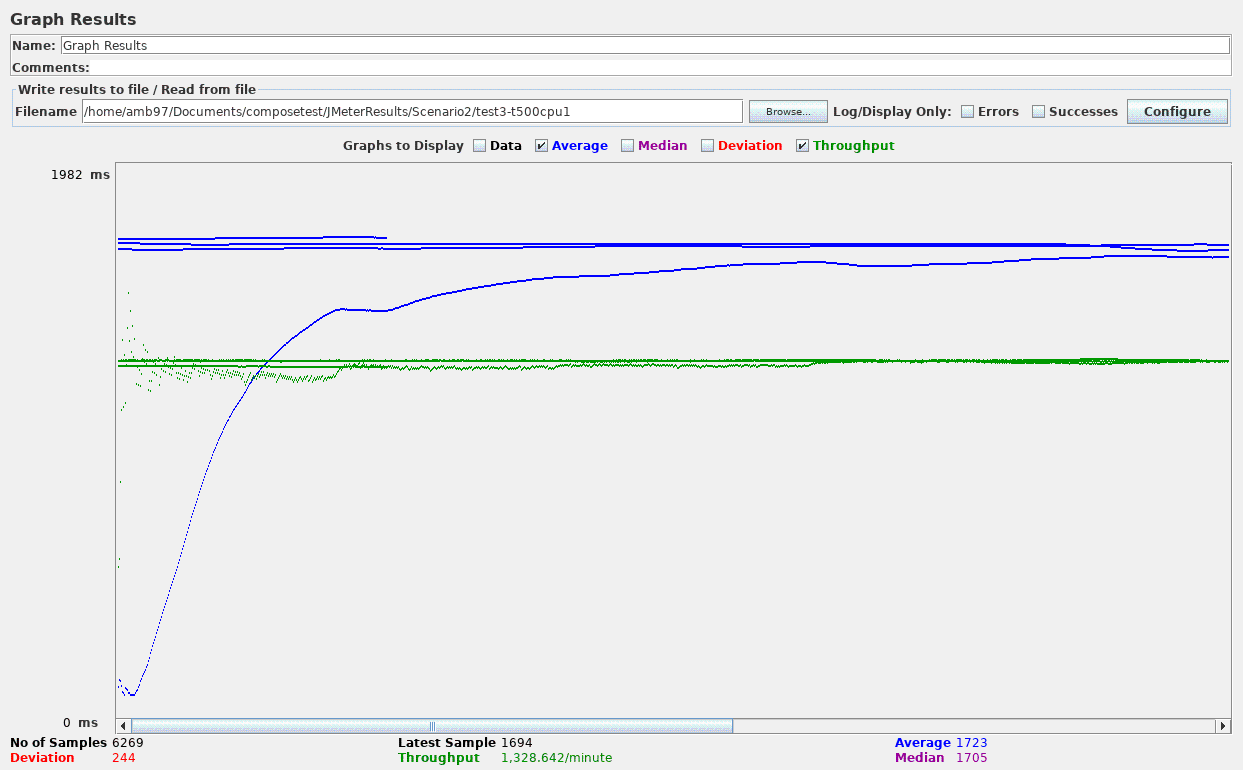 Graph Results
Name: Graph Results
Comments:
Write results to file / Read from file
Filename /home/amb97/Documents/composetest/JMeterResults/Scenario2/test3-t500cpu1 Browse... Log/Display Only: Errors Successes Configure
Graphs to Display Data Average Median Deviation Throughput
1982 ms
0 ms
No of Samples 6269 Latest Sample 1694 Average 1723
Deviation 244 Throughput 1,328.642/minute Median 1705